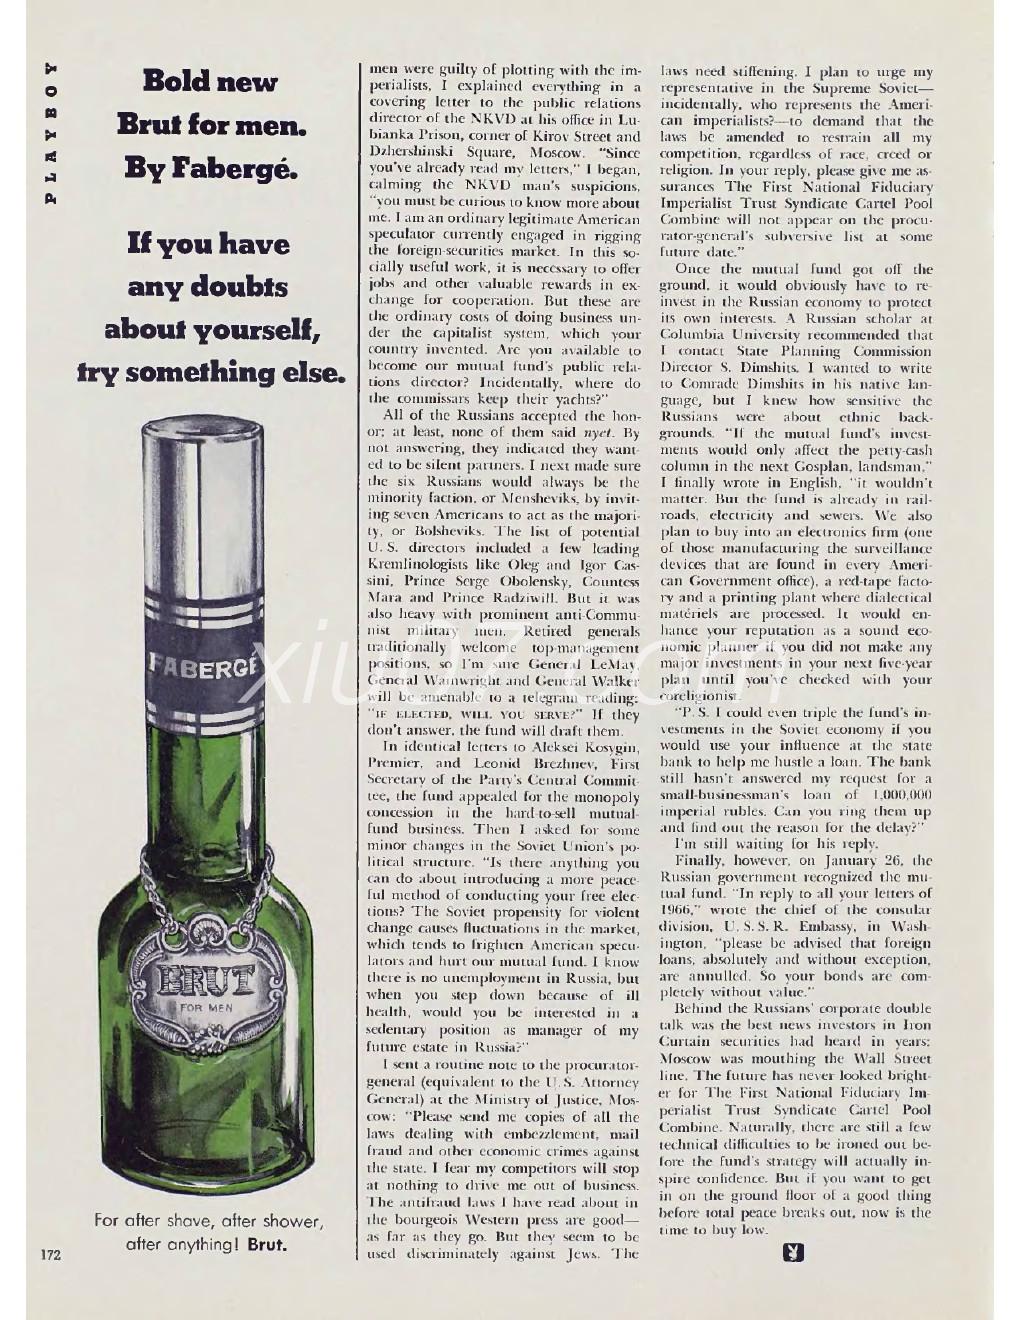 PLAYBOY
Bold new
Brut for men.
By Fabergé.
If you have
any doubts
about yourself,
try something else.
FABERGÉ
BRUT
FOR MEN
For after shave, after shower,
after anything! Brut.
172
men were guilty of plotting with the im-
perialists, I explained everything in a
covering letter to the public relations
director of the NKVD at his office in Lu-
bianka Prison, corner of Kirov Street and
Dzhershinski Square, Moscow. "Since
you've already read my letters," I began,
calming the NKVD man's suspicions,
"you must be curious to know more about
me. I am an ordinary legitimate American
speculator currently engaged in rigging
the foreign-securities market. In this so-
cially useful work, it is necessary to offer
jobs and other valuable rewards in ex-
change for cooperation. But these are
the ordinary costs of doing business un-
der the capitalist system, which your
country invented. Are you available to
become our mutual fund's public rela-
tions director? Incidentally, where do
the commissars keep their yachts?"
All of the Russians accepted the hon-
or; at least, none of them said nyet. By
not answering, they indicated they want-
ed to be silent partners. I next made sure
the six Russians would always be the
minority faction, or Mensheviks, by invit-
ing seven Americans to act as the majori-
ty, or Bolsheviks. The list of potential
U. S. directors included a few leading
Kremlinologists like Oleg and Igor Cas-
sini, Prince Serge Obolensky, Countess
Mara and Prince Radziwill. But it was
also heavy with prominent anti-Commu-
nist military men. Retired generals
traditionally welcome top-management
positions, so I'm sure General LeMay,
General Wainwright and General Walker
will be amenable to a telegram reading:
"IF ELECTED, WILL YOU SERVE?" If they
don't answer, the fund will draft them.
In identical letters to Aleksei Kosygin,
Premier, and Leonid Brezhnev, First
Secretary of the Party's Central Commit-
tee, the fund appealed for the monopoly
concession in the hard-to-sell mutual-
fund business. Then I asked for some
minor changes in the Soviet Union's po-
litical structure. "Is there anything you
can do about introducing a more peace-
ful method of conducting your free elec-
tions? The Soviet propensity for violent
change causes fluctuations in the market,
which tends to frighten American specu-
lators and hurt our mutual fund. I know
there is no unemployment in Russia, but
when you step down because of ill
health, would you be interested in a
sedentary position as manager of my
future estate in Russia?"
I sent a routine note to the procurator-
general (equivalent to the U. S. Attorney
General) at the Ministry of Justice, Mos-
cow: "Please send me copies of all the
laws dealing with embezzlement, mail
fraud and other economic crimes against
the state. I fear my competitors will stop
at nothing to drive me out of business.
The antifraud laws I have read about in
the bourgeois Western press are good—
as far as they go. But they seem to be
used discriminately against Jews. The
laws need stiffening. I plan to urge my
representative in the Supreme Soviet—
incidentally, who represents the Ameri-
can imperialists?—to demand that the
laws be amended to restrain all my
competition, regardless of race, creed or
religion. In your reply, please give me as-
surances The First National Fiduciary
Imperialist Trust Syndicate Cartel Pool
Combine will not appear on the procu-
rator-general's subversive list at some
future date."
Once the mutual fund got off the
ground, it would obviously have to re-
invest in the Russian economy to protect
its own interests. A Russian scholar at
Columbia University recommended that
I contact State Planning Commission
Director S. Dimshits. I wanted to write
to Comrade Dimshits in his native lan-
guage, but I knew how sensitive the
Russians were about ethnic back-
grounds. "If the mutual fund's invest-
ments would only affect the petty-cash
column in the next Gosplan, landsman,"
I finally wrote in English, "it wouldn't
matter. But the fund is already in rail-
roads, electricity and sewers. We also
plan to buy into an electronics firm (one
of those manufacturing the surveillance
devices that are found in every Ameri-
can Government office), a red-tape facto-
ry and a printing plant where dialectical
matériels are processed. It would en-
hance your reputation as a sound eco-
nomic planner if you did not make any
major investments in your next five-year
plan until you've checked with your
coreligionist.
"P. S. I could even triple the fund's in-
vestments in the Soviet economy if you
would use your influence at the state
bank to help me hustle a loan. The bank
still hasn't answered my request for a
small-businessman's loan of 1,000,000
imperial rubles. Can you ring them up
and find out the reason for the delay?"
I'm still waiting for his reply.
Finally, however, on January 26, the
Russian government recognized the mu-
tual fund. "In reply to all your letters of
1966," wrote the chief of the consular
division, U. S. S. R. Embassy, in Wash-
ington, "please be advised that foreign
loans, absolutely and without exception,
are annulled. So your bonds are com-
pletely without value."
Behind the Russians' corporate double
talk was the best news investors in Iron
Curtain securities had heard in years:
Moscow was mouthing the Wall Street
line. The future has never looked bright-
er for The First National Fiduciary Im-
perialist Trust Syndicate Cartel Pool
Combine. Naturally, there are still a few
technical difficulties to be ironed out be-
fore the fund's strategy will actually in-
spire confidence. But if you want to get
in on the ground floor of a good thing
before total peace breaks out, now is the
time to buy low.